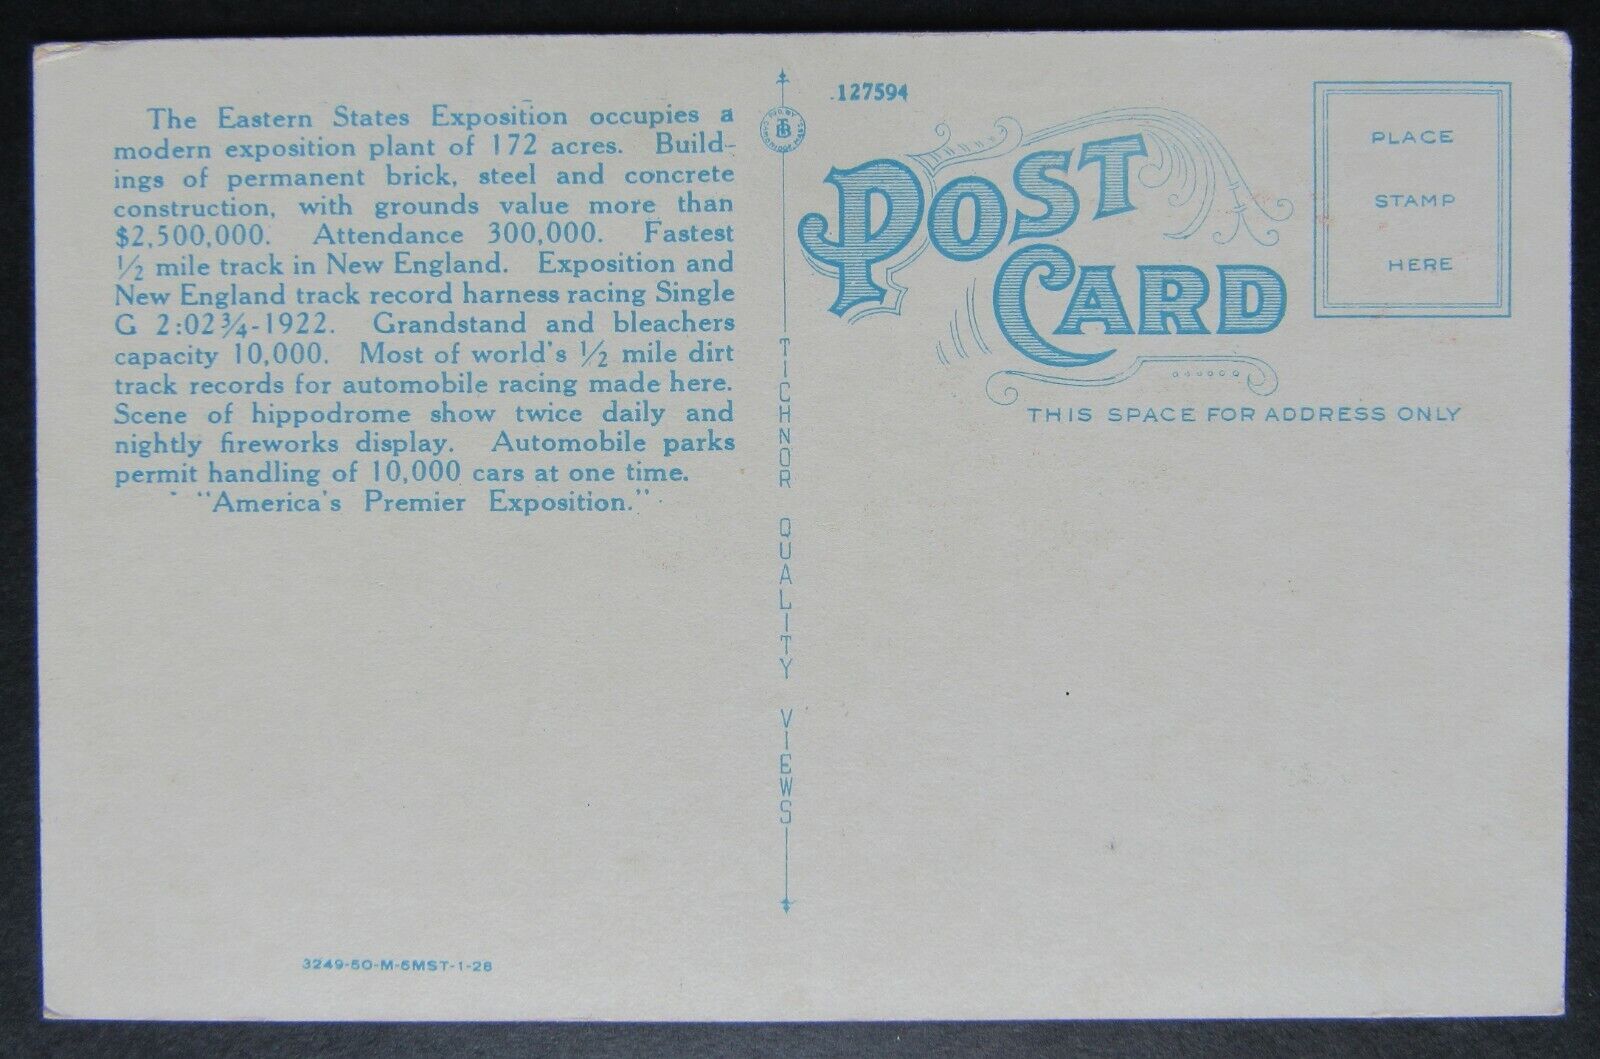 The Eastern States Exposition occupies a
modern exposition plant of 172 acres. Build-
ings of permanent brick, steel and concrete
construction, with grounds value more than
$2,500,000. Attendance 300,000. Fastest
1/2 mile track in New England. Exposition and
New England track record harness racing Single
G 2:02 3/4-1922. Grandstand and bleachers
capacity 10,000. Most of world's 1/2 mile dirt
track records for automobile racing made here.
Scene of hippodrome show twice daily and
nightly fireworks display. Automobile parks
permit handling of 10,000 cars at one time.
"America's Premier Exposition."
3249-50-M-5MST-1-28
TICHNOR QUALITY VIEWS
127594
POST
CARD
THIS SPACE FOR ADDRESS ONLY
PLACE
STAMP
HERE